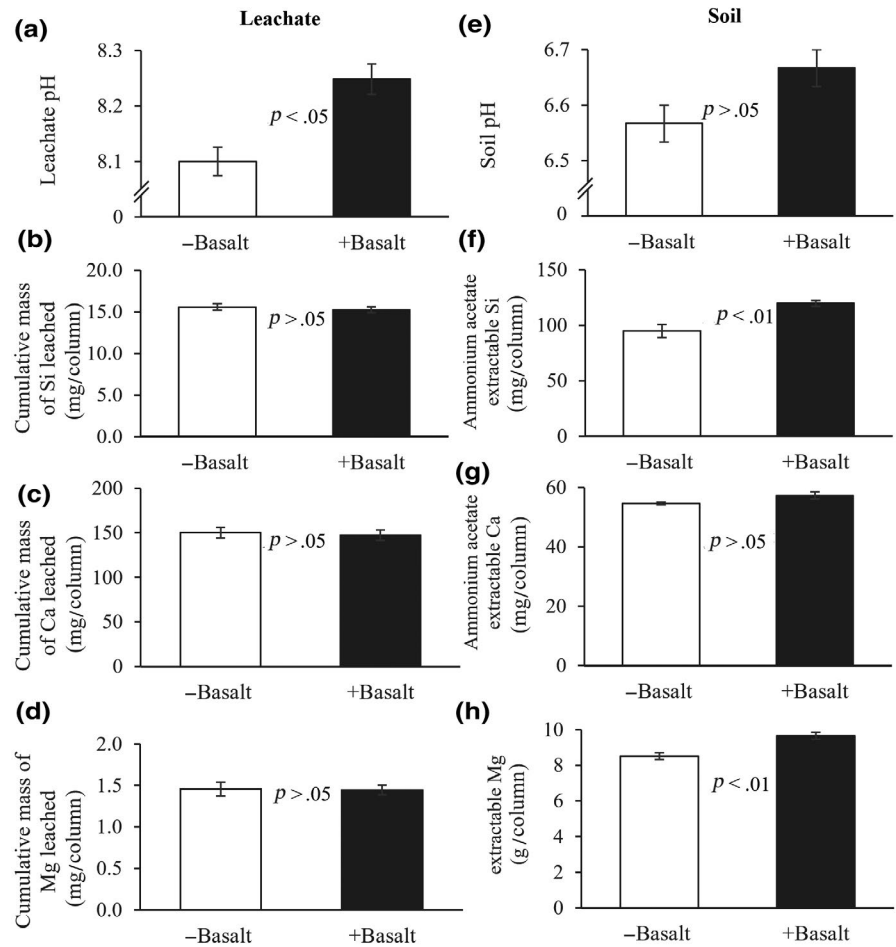 Leachate
(a)
Leachate pH
8.3
8.2
8.1
0
p < .05
−Basalt
+Basalt
(b)
Cumulative mass
of Si leached
(mg/column)
20.0
15.0
10.0
5.0
0.0
p > .05
−Basalt
+Basalt
(c)
Cumulative mass
of Ca leached
(mg/column)
200
150
100
50
0
p > .05
−Basalt
+Basalt
(d)
Cumulative mass of
Mg leached
(mg/column)
2.0
1.5
1.0
0.5
0.0
p > .05
−Basalt
+Basalt
Soil
(e)
Soil pH
6.7
6.6
6.5
0
p > .05
−Basalt
+Basalt
(f)
Ammonium acetate
extractable Si
(mg/column)
150
100
50
0
p < .01
−Basalt
+Basalt
(g)
Ammonium acetate
extractable Ca
(mg/column)
60
40
20
0
p > .05
−Basalt
+Basalt
(h)
extractable Mg
(g/column)
10
8
6
4
2
0
p < .01
−Basalt
+Basalt